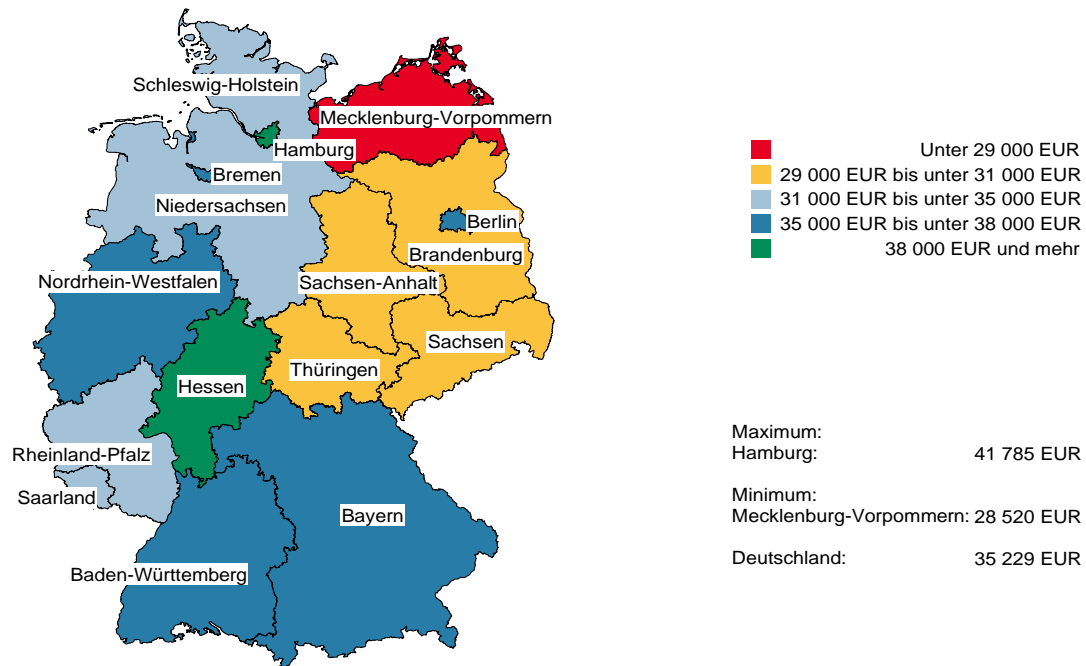 Schleswig-Holstein
Mecklenburg-Vorpommern
Hamburg
Bremen
Niedersachsen
Berlin
Brandenburg
Nordrhein-Westfalen
Sachsen-Anhalt
Sachsen
Thüringen
Hessen
Rheinland-Pfalz
Saarland
Bayern
Baden-Württemberg
Unter 29 000 EUR
29 000 EUR bis unter 31 000 EUR
31 000 EUR bis unter 35 000 EUR
35 000 EUR bis unter 38 000 EUR
38 000 EUR und mehr
Maximum:
Hamburg: 41 785 EUR
Minimum:
Mecklenburg-Vorpommern: 28 520 EUR
Deutschland: 35 229 EUR